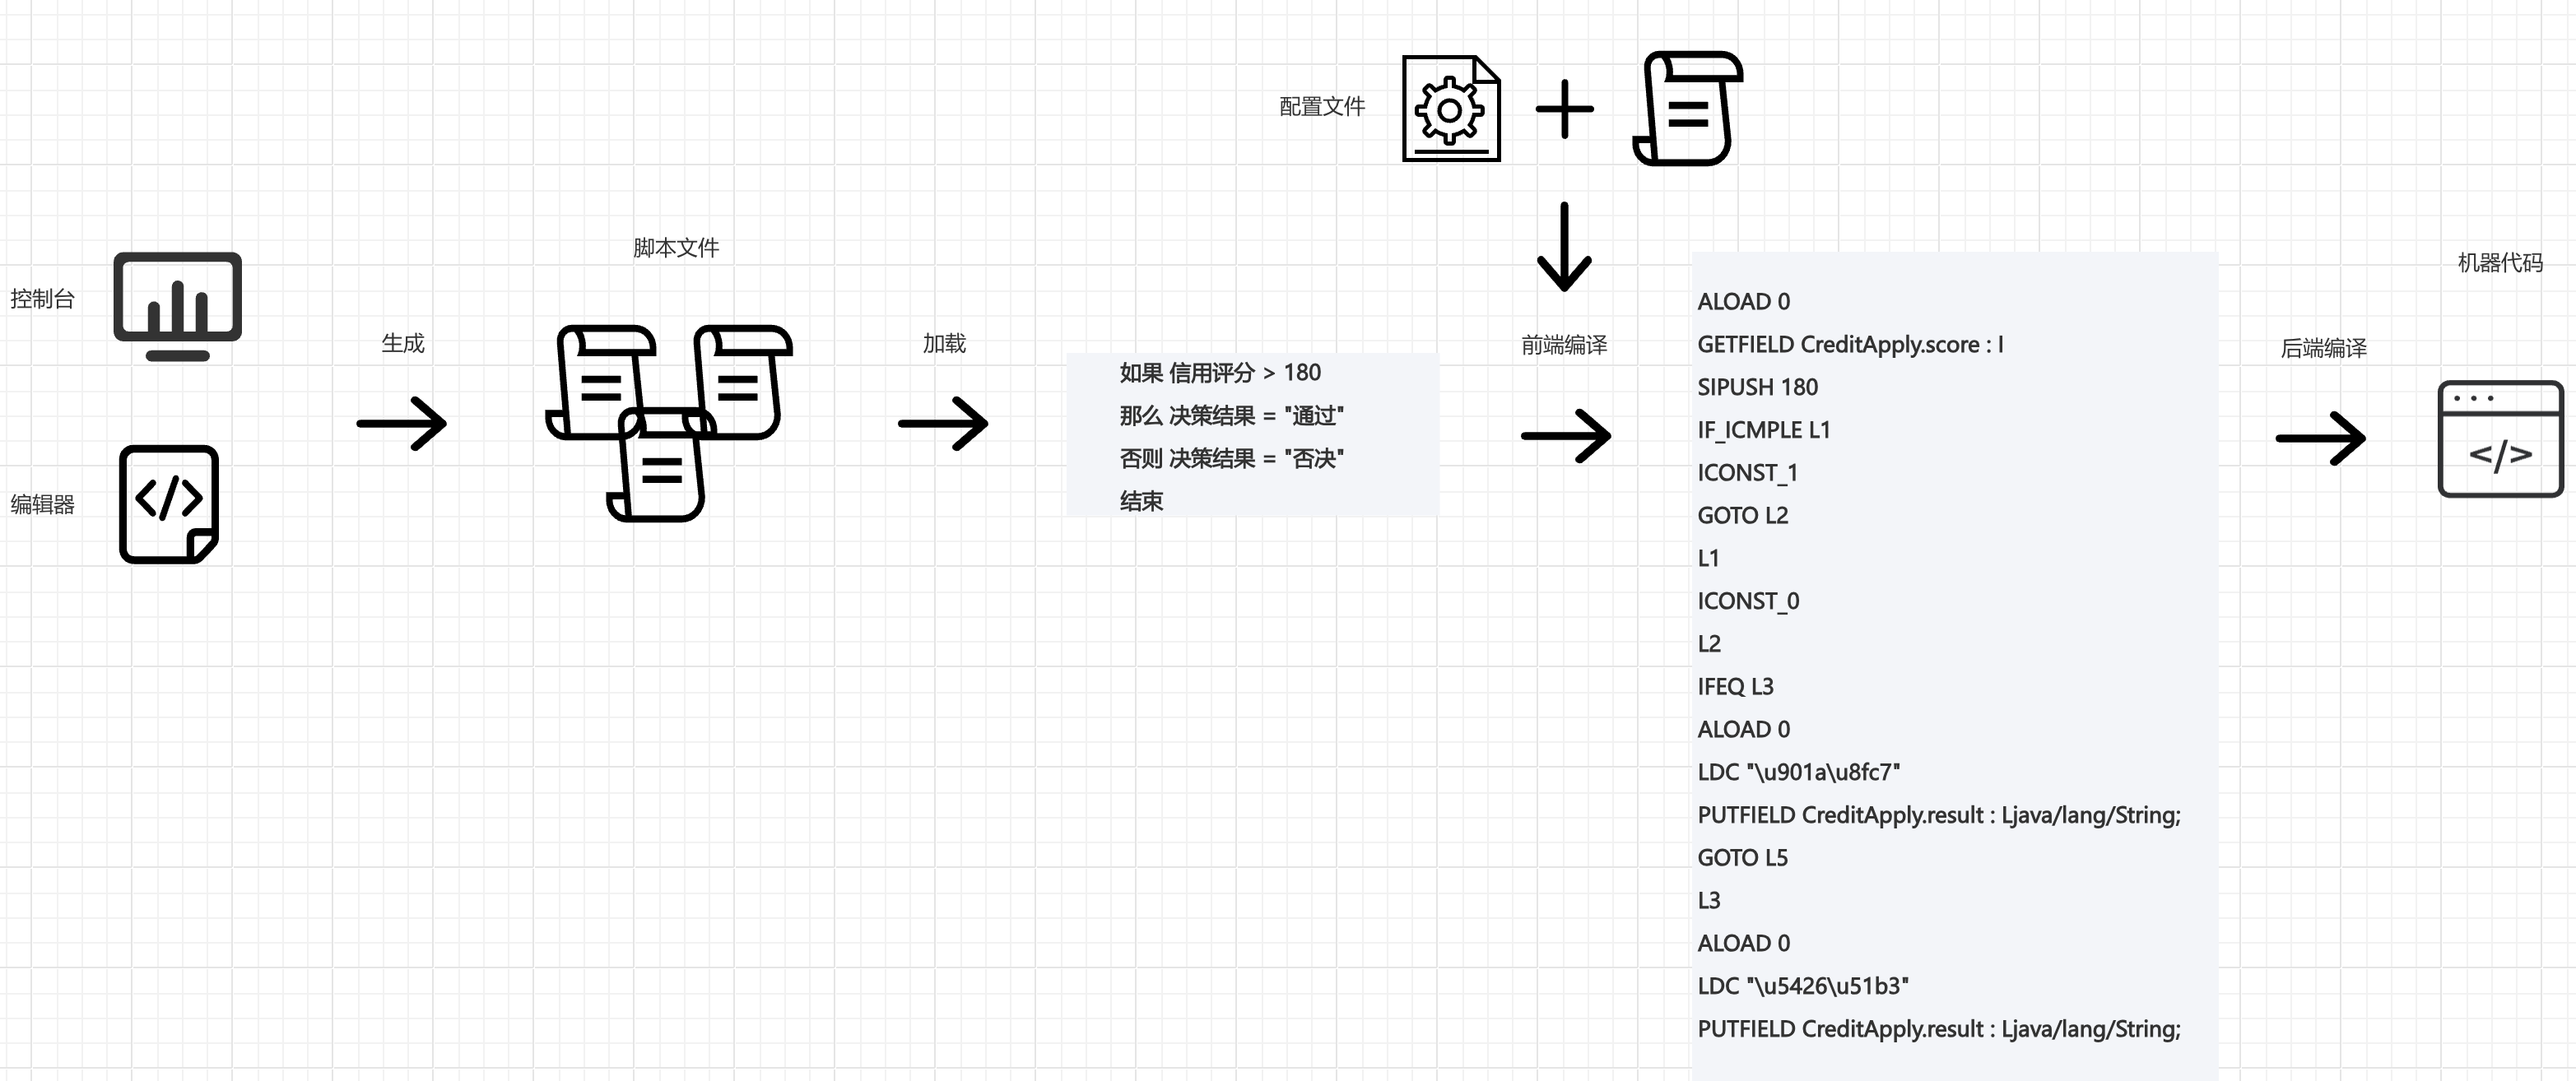 配置文件
控制台
编辑器
生成
脚本文件
加载
如果 信用评分 > 180
那么 决策结果 = "通过"
否则 决策结果 = "否决"
结束
前端编译
ALOAD 0
GETFIELD CreditApply.score : I
SIPUSH 180
IF_ICMPLE L1
ICONST_1
GOTO L2
L1
ICONST_0
L2
IFEQ L3
ALOAD 0
LDC "\u901a\u8fc7"
PUTFIELD CreditApply.result : Ljava/lang/String;
GOTO L5
L3
ALOAD 0
LDC "\u5426\u51b3"
PUTFIELD CreditApply.result : Ljava/lang/String;
后端编译
机器代码
</>